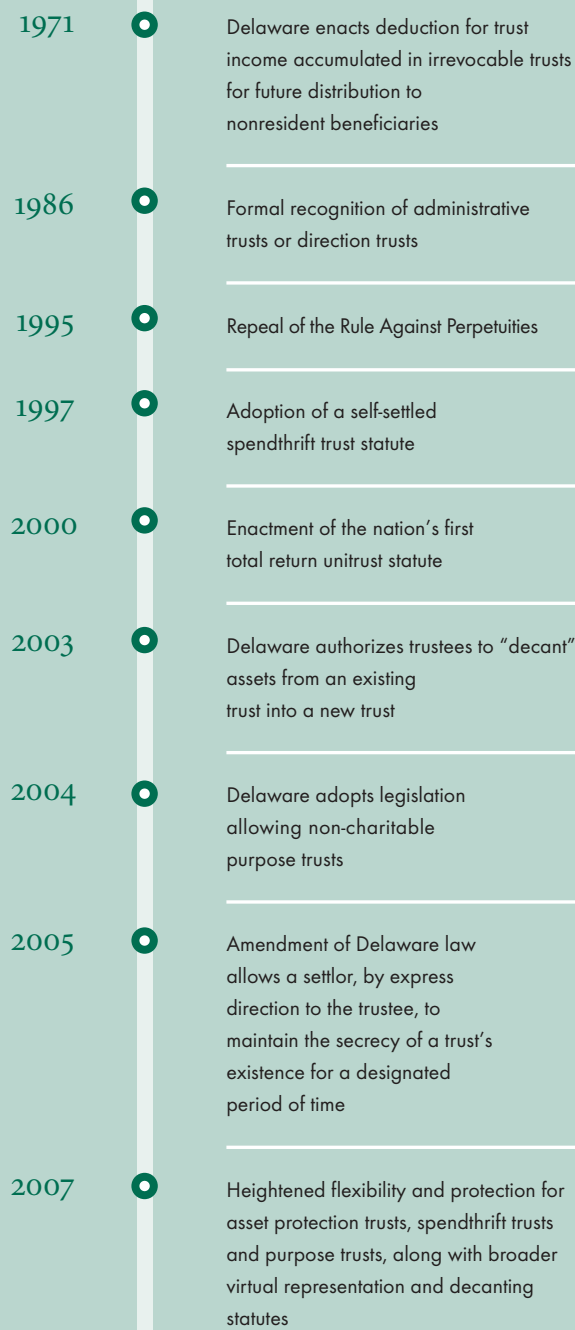 1971
Delaware enacts deduction for trust
income accumulated in irrevocable trusts
for future distribution to
nonresident beneficiaries
1986
Formal recognition of administrative
trusts or direction trusts
1995
Repeal of the Rule Against Perpetuities
1997
Adoption of a self-settled
spendthrift trust statute
2000
Enactment of the nation’s first
total return unitrust statute
2003
Delaware authorizes trustees to “decant”
assets from an existing
trust into a new trust
2004
Delaware adopts legislation
allowing non-charitable
purpose trusts
2005
Amendment of Delaware law
allows a settlor, by express
direction to the trustee, to
maintain the secrecy of a trust’s
existence for a designated
period of time
2007
Heightened flexibility and protection for
asset protection trusts, spendthrift trusts
and purpose trusts, along with broader
virtual representation and decanting
statutes